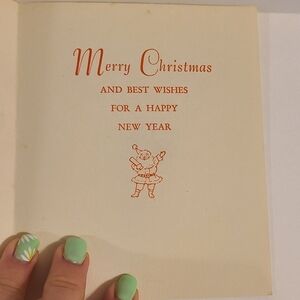 Merry Christmas
AND BEST WISHES
FOR A HAPPY
NEW YEAR